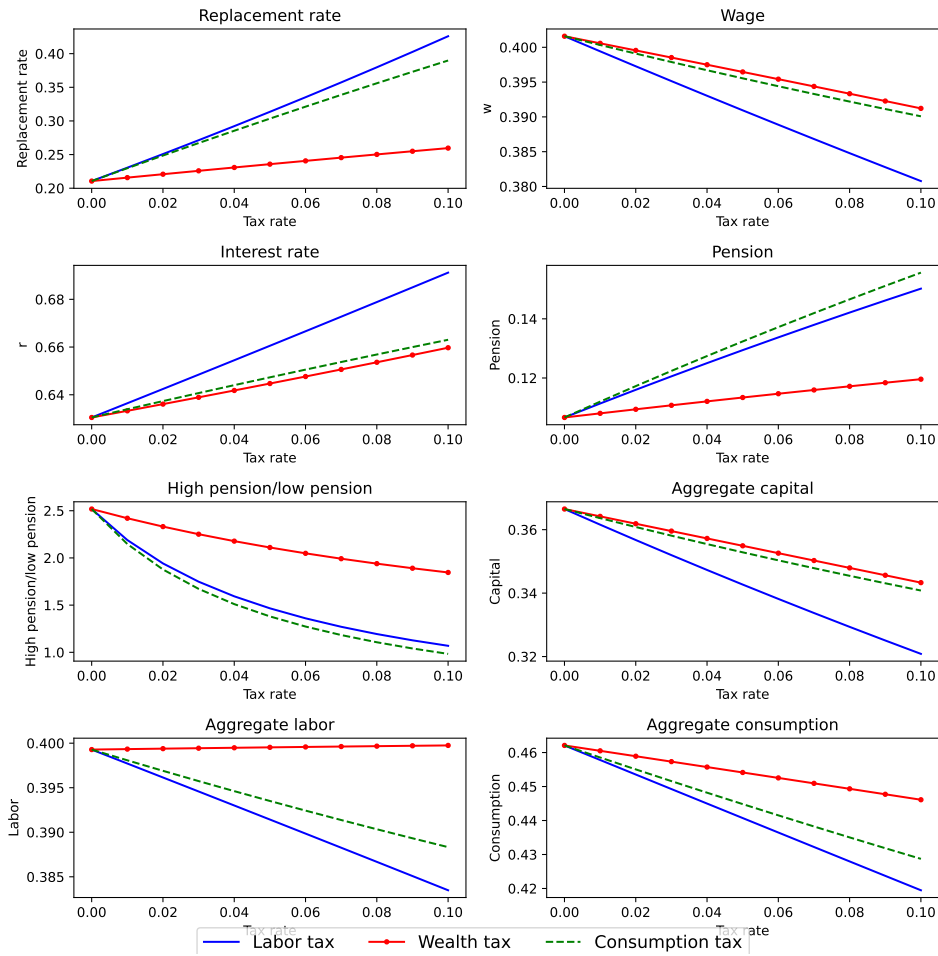 Replacement rate
Replacement rate
0.40
0.35
0.30
0.25
0.20
0.00 0.02 0.04 0.06 0.08 0.10
Tax rate
Wage
w
0.400
0.395
0.390
0.385
0.380
0.00 0.02 0.04 0.06 0.08 0.10
Tax rate
Interest rate
r
0.68
0.66
0.64
0.00 0.02 0.04 0.06 0.08 0.10
Tax rate
Pension
Pension
0.14
0.12
0.00 0.02 0.04 0.06 0.08 0.10
Tax rate
High pension/low pension
High pension/low pension
2.5
2.0
1.5
1.0
0.00 0.02 0.04 0.06 0.08 0.10
Tax rate
Aggregate capital
Capital
0.36
0.34
0.32
0.00 0.02 0.04 0.06 0.08 0.10
Tax rate
Aggregate labor
Labor
0.400
0.395
0.390
0.385
0.00 0.02 0.04 0.06 0.08 0.10
Tax rate
Aggregate consumption
Consumption
0.46
0.45
0.44
0.43
0.42
0.00 0.02 0.04 0.06 0.08 0.10
Tax rate
Labor tax Wealth tax Consumption tax